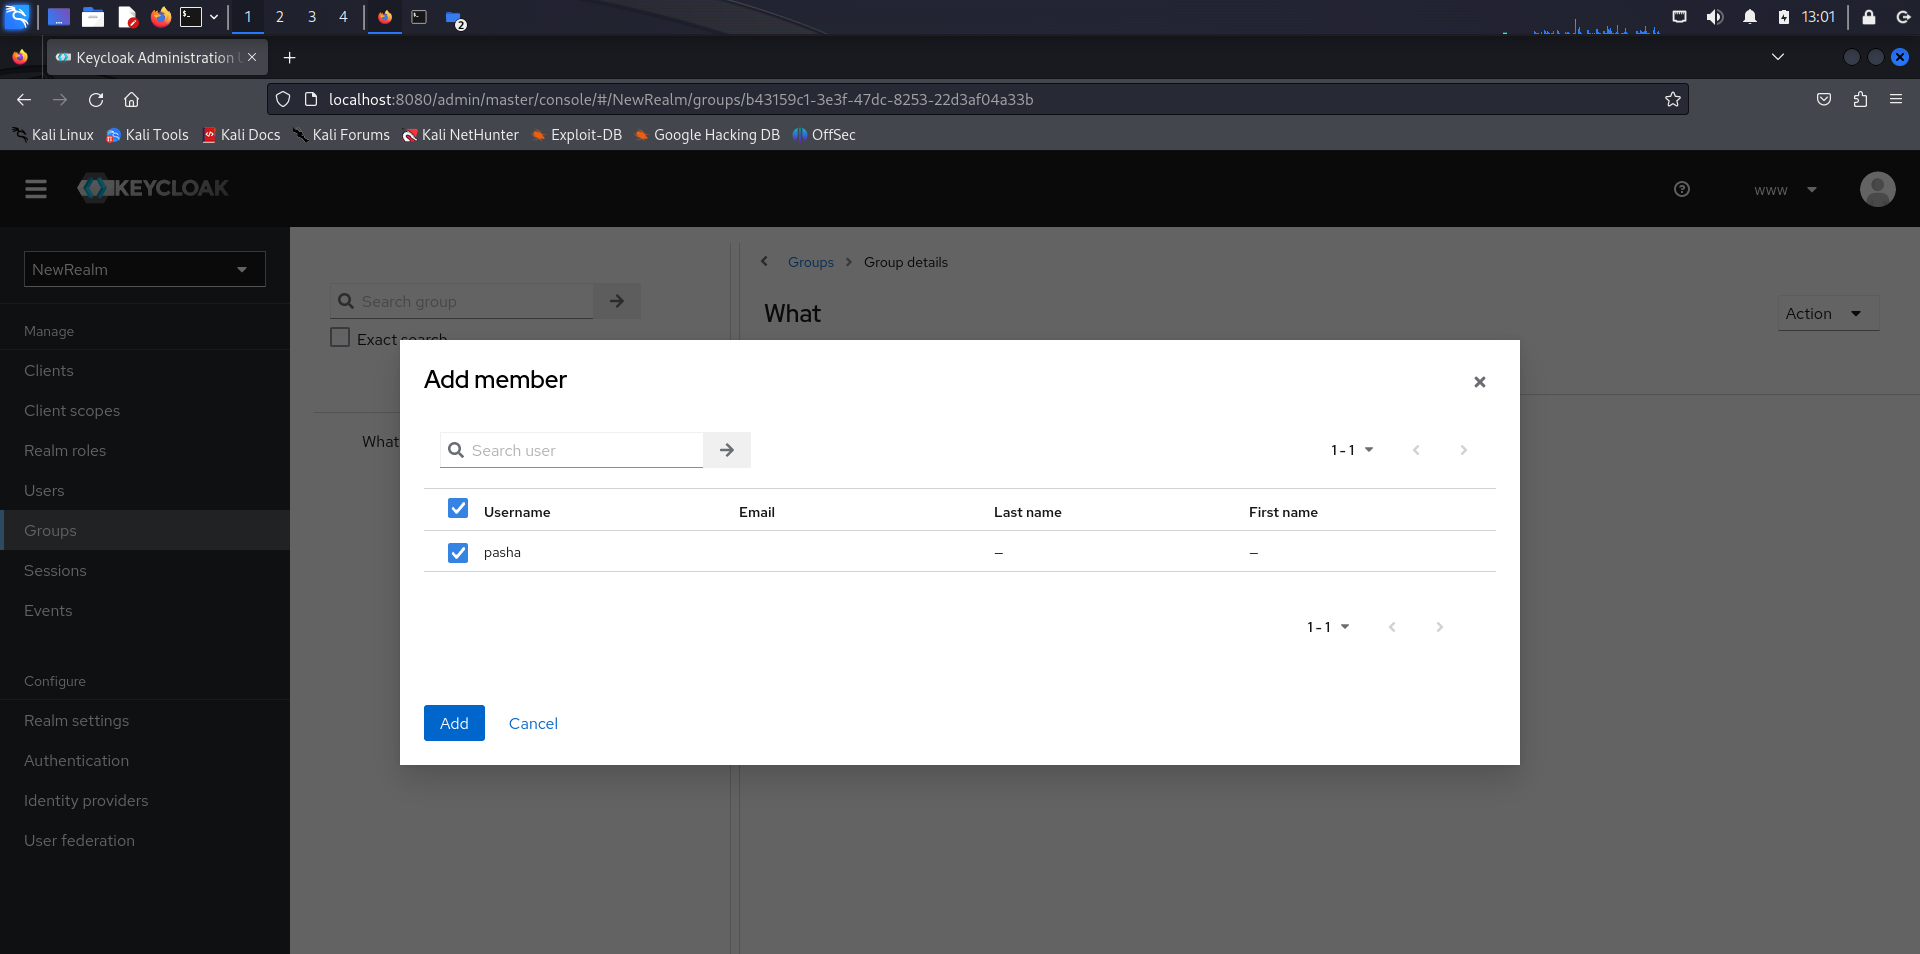 1 2 3 4 2 13:01
Keycloak Administration
localhost:8080/admin/master/console/#/NewRealm/groups/b43159c1-3e3f-47dc-8253-22d3af04a33b
Kali Linux Kali Tools Kali Docs Kali Forums Kali NetHunter Exploit-DB Google Hacking DB OffSec
KEYCLOAK
www
NewRealm
Manage
Clients
Client scopes
Realm roles
Users
Groups
Sessions
Events
Configure
Realm settings
Authentication
Identity providers
User federation
Search group
Exact search
What
Groups > Group details
What
Action
Add member
Search user
1 - 1
Username Email Last name First name
pasha — —
1 - 1
Add Cancel